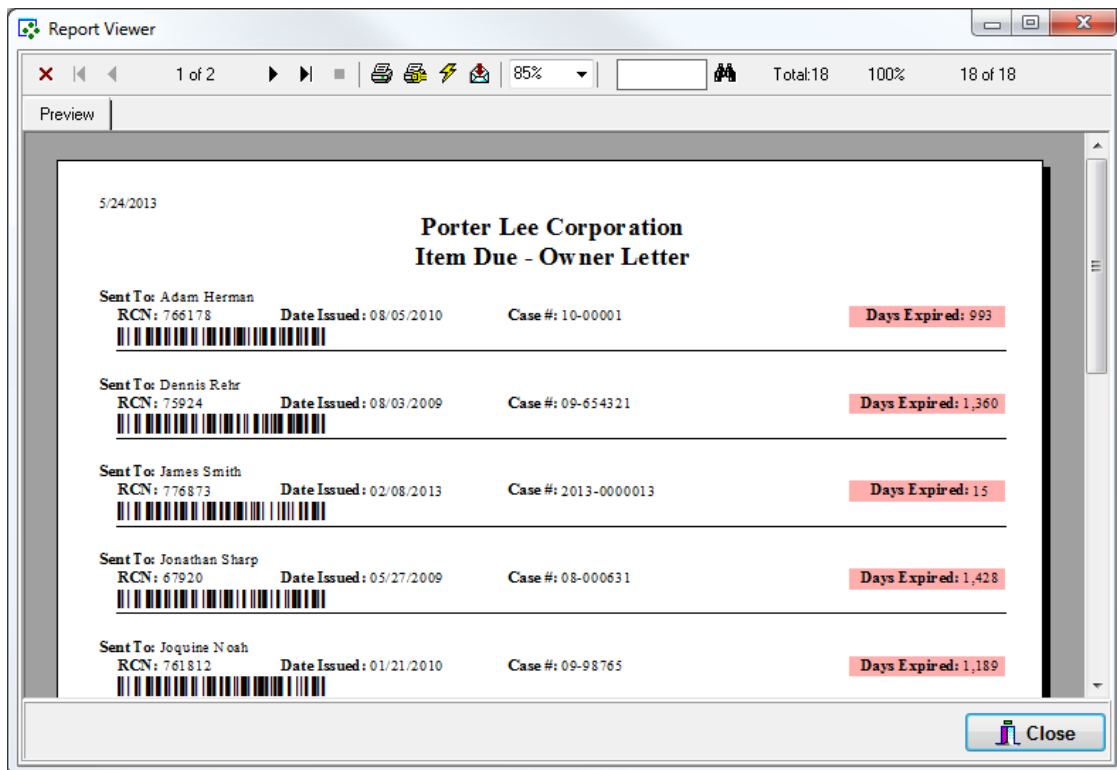 Report Viewer
1 of 2 85% Total:18 100% 18 of 18
Preview
5/24/2013
Porter Lee Corporation
Item Due - Owner Letter
Sent To: Adam Herman
RCN: 766178 Date Issued: 08/05/2010 Case #: 10-00001 Days Expired: 993
Sent To: Dennis Rehr
RCN: 75924 Date Issued: 08/03/2009 Case #: 09-654321 Days Expired: 1,360
Sent To: James Smith
RCN: 776873 Date Issued: 02/08/2013 Case #: 2013-0000013 Days Expired: 15
Sent To: Jonathan Sharp
RCN: 67920 Date Issued: 05/27/2009 Case #: 08-000631 Days Expired: 1,428
Sent To: Joquine Noah
RCN: 761812 Date Issued: 01/21/2010 Case #: 09-98765 Days Expired: 1,189
Close